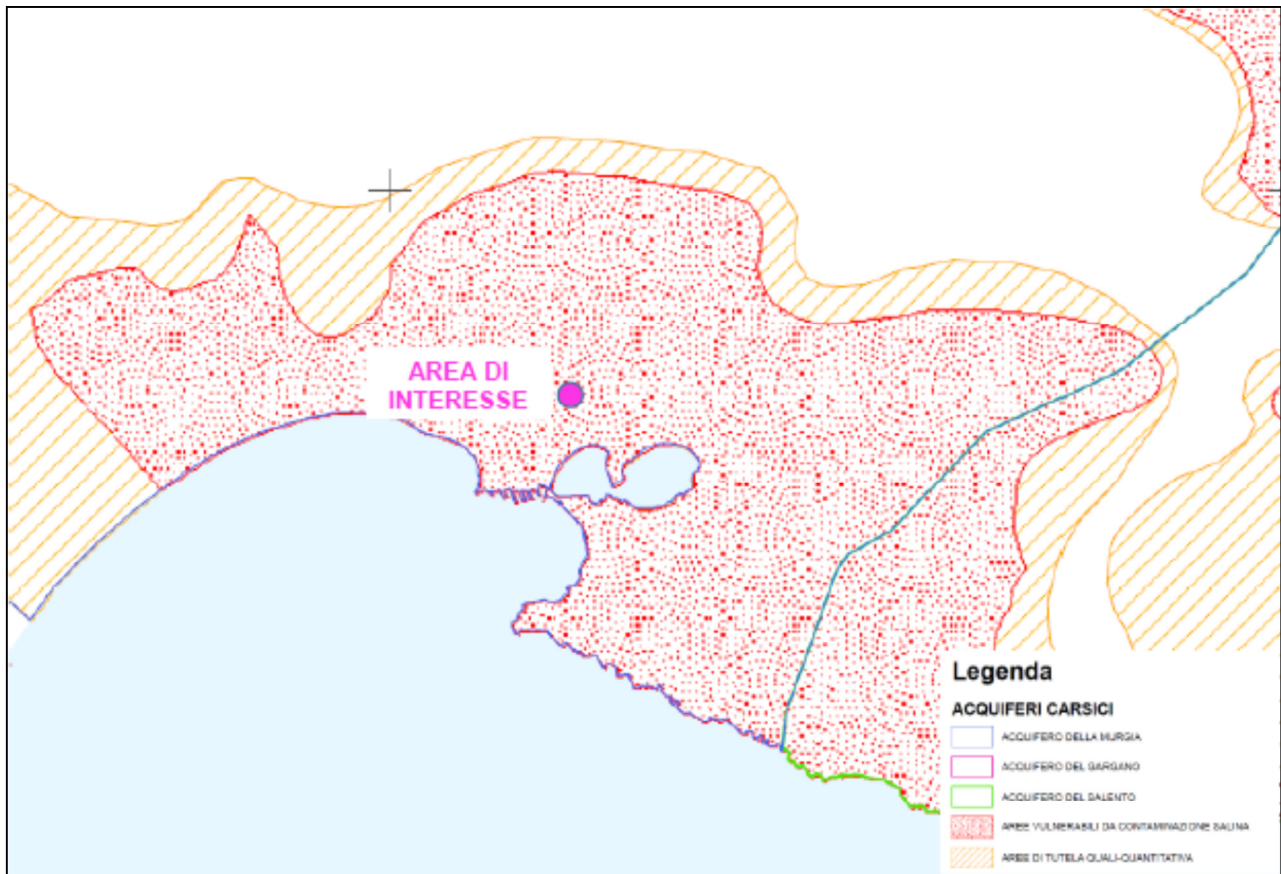 AREA DI
INTERESSE
Legenda
ACQUIFERI CARSICI
ACQUIFERO DELLA MURGIA
ACQUIFERO DEL GARGANO
ACQUIFERO DEL SALENTO
AREE VULNERABILI DA CONTAMINAZIONE SALINA
AREE DI TUTELA QUALI-QUANTITATIVA